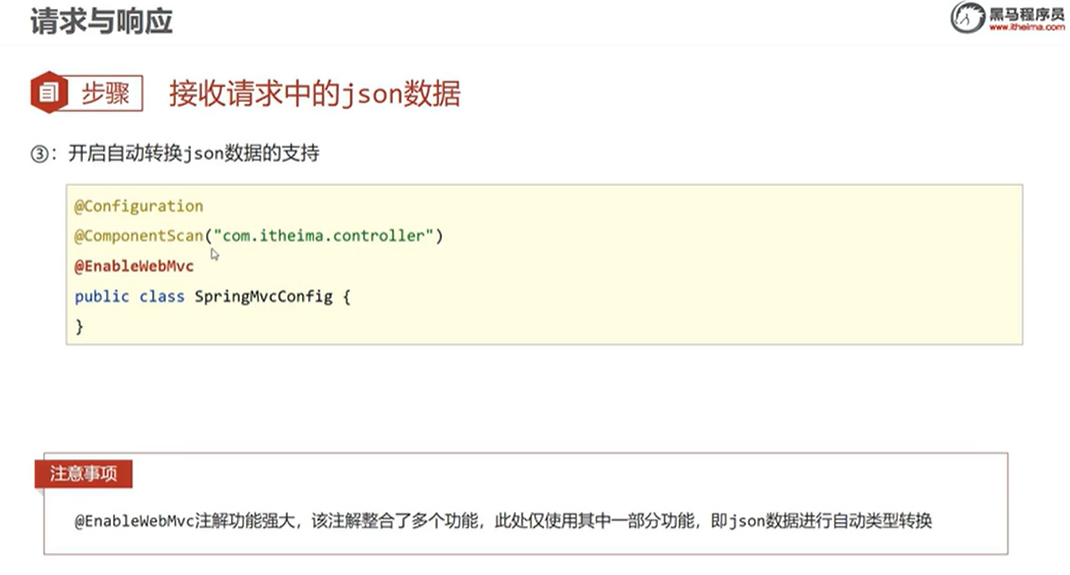 请求与响应
黑马程序员
www.itheima.com
步骤
接收请求中的json数据
③：开启自动转换json数据的支持
@Configuration
@ComponentScan("com.itheima.controller")
@EnableWebMvc
public class SpringMvcConfig {
}
注意事项
@EnableWebMvc注解功能强大，该注解整合了多个功能，此处仅使用其中一部分功能，即json数据进行自动类型转换